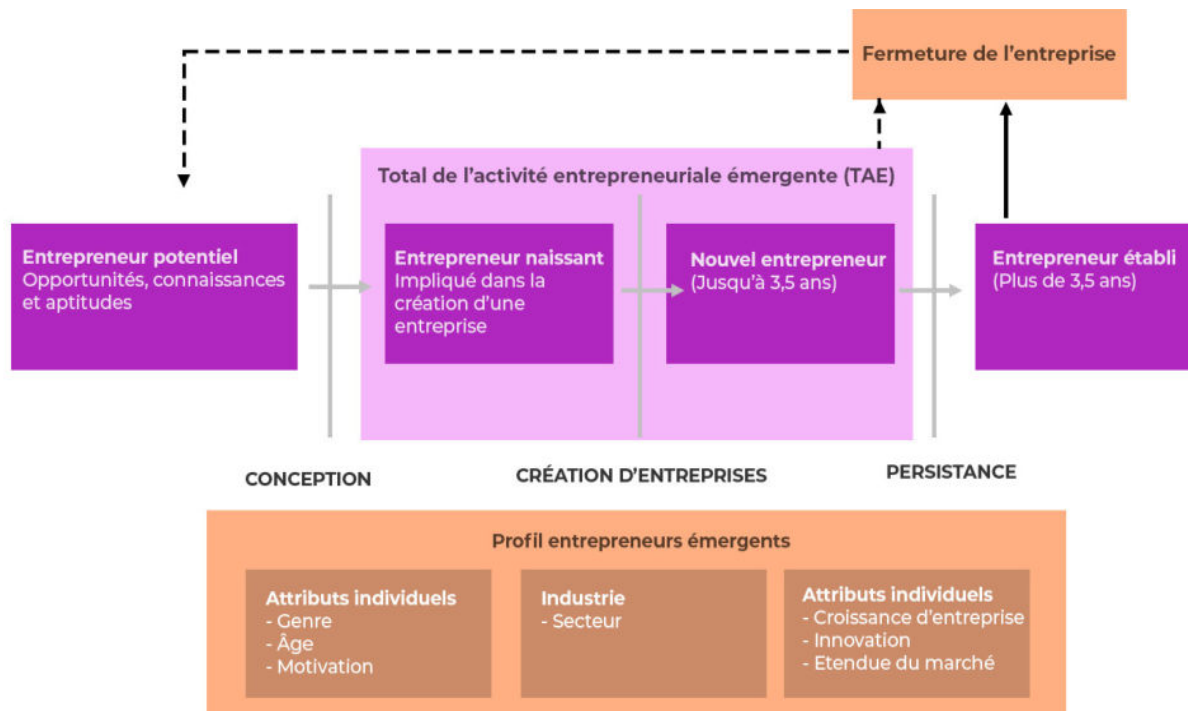 Fermeture de l'entreprise
Total de l'activité entrepreneuriale émergente (TAE)
Entrepreneur potentiel
Opportunités, connaissances
et aptitudes
Entrepreneur naissant
Impliqué dans la
création d'une
entreprise
Nouvel entrepreneur
(Jusqu'à 3,5 ans)
Entrepreneur établi
(Plus de 3,5 ans)
CONCEPTION
CRÉATION D'ENTREPRISES
PERSISTANCE
Profil entrepreneurs émergents
Attributs individuels
- Genre
- Âge
- Motivation
Industrie
- Secteur
Attributs individuels
- Croissance d'entreprise
- Innovation
- Etendue du marché